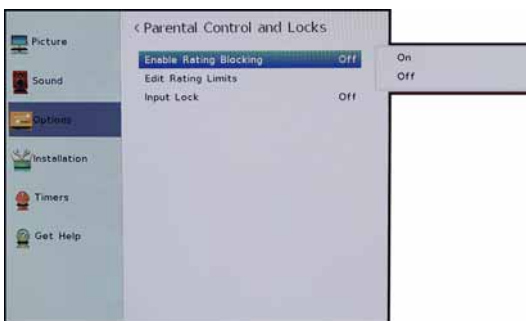 < Parental Control and Locks
Picture
Sound
Options
Installation
Timers
Get Help
Enable Rating Blocking Off
Edit Rating Limits
Input Lock Off
On
Off